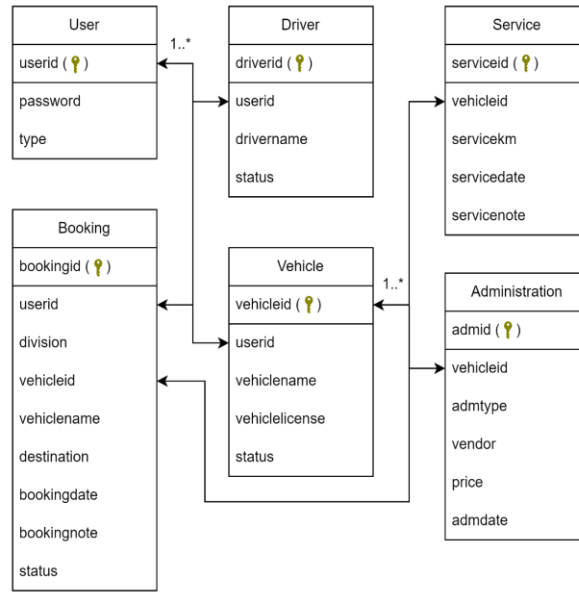 User
userid ( )
password
type
1..*
Driver
driverid ( )
userid
drivername
status
Service
serviceid ( )
vehicleid
servicekm
servicedate
servicenote
Booking
bookingid ( )
userid
division
vehicleid
vehiclename
destination
bookingdate
bookingnote
status
Vehicle
vehicleid ( )
userid
vehiclename
vehiclelicense
status
1..*
Administration
admid ( )
vehicleid
admtype
vendor
price
admdate